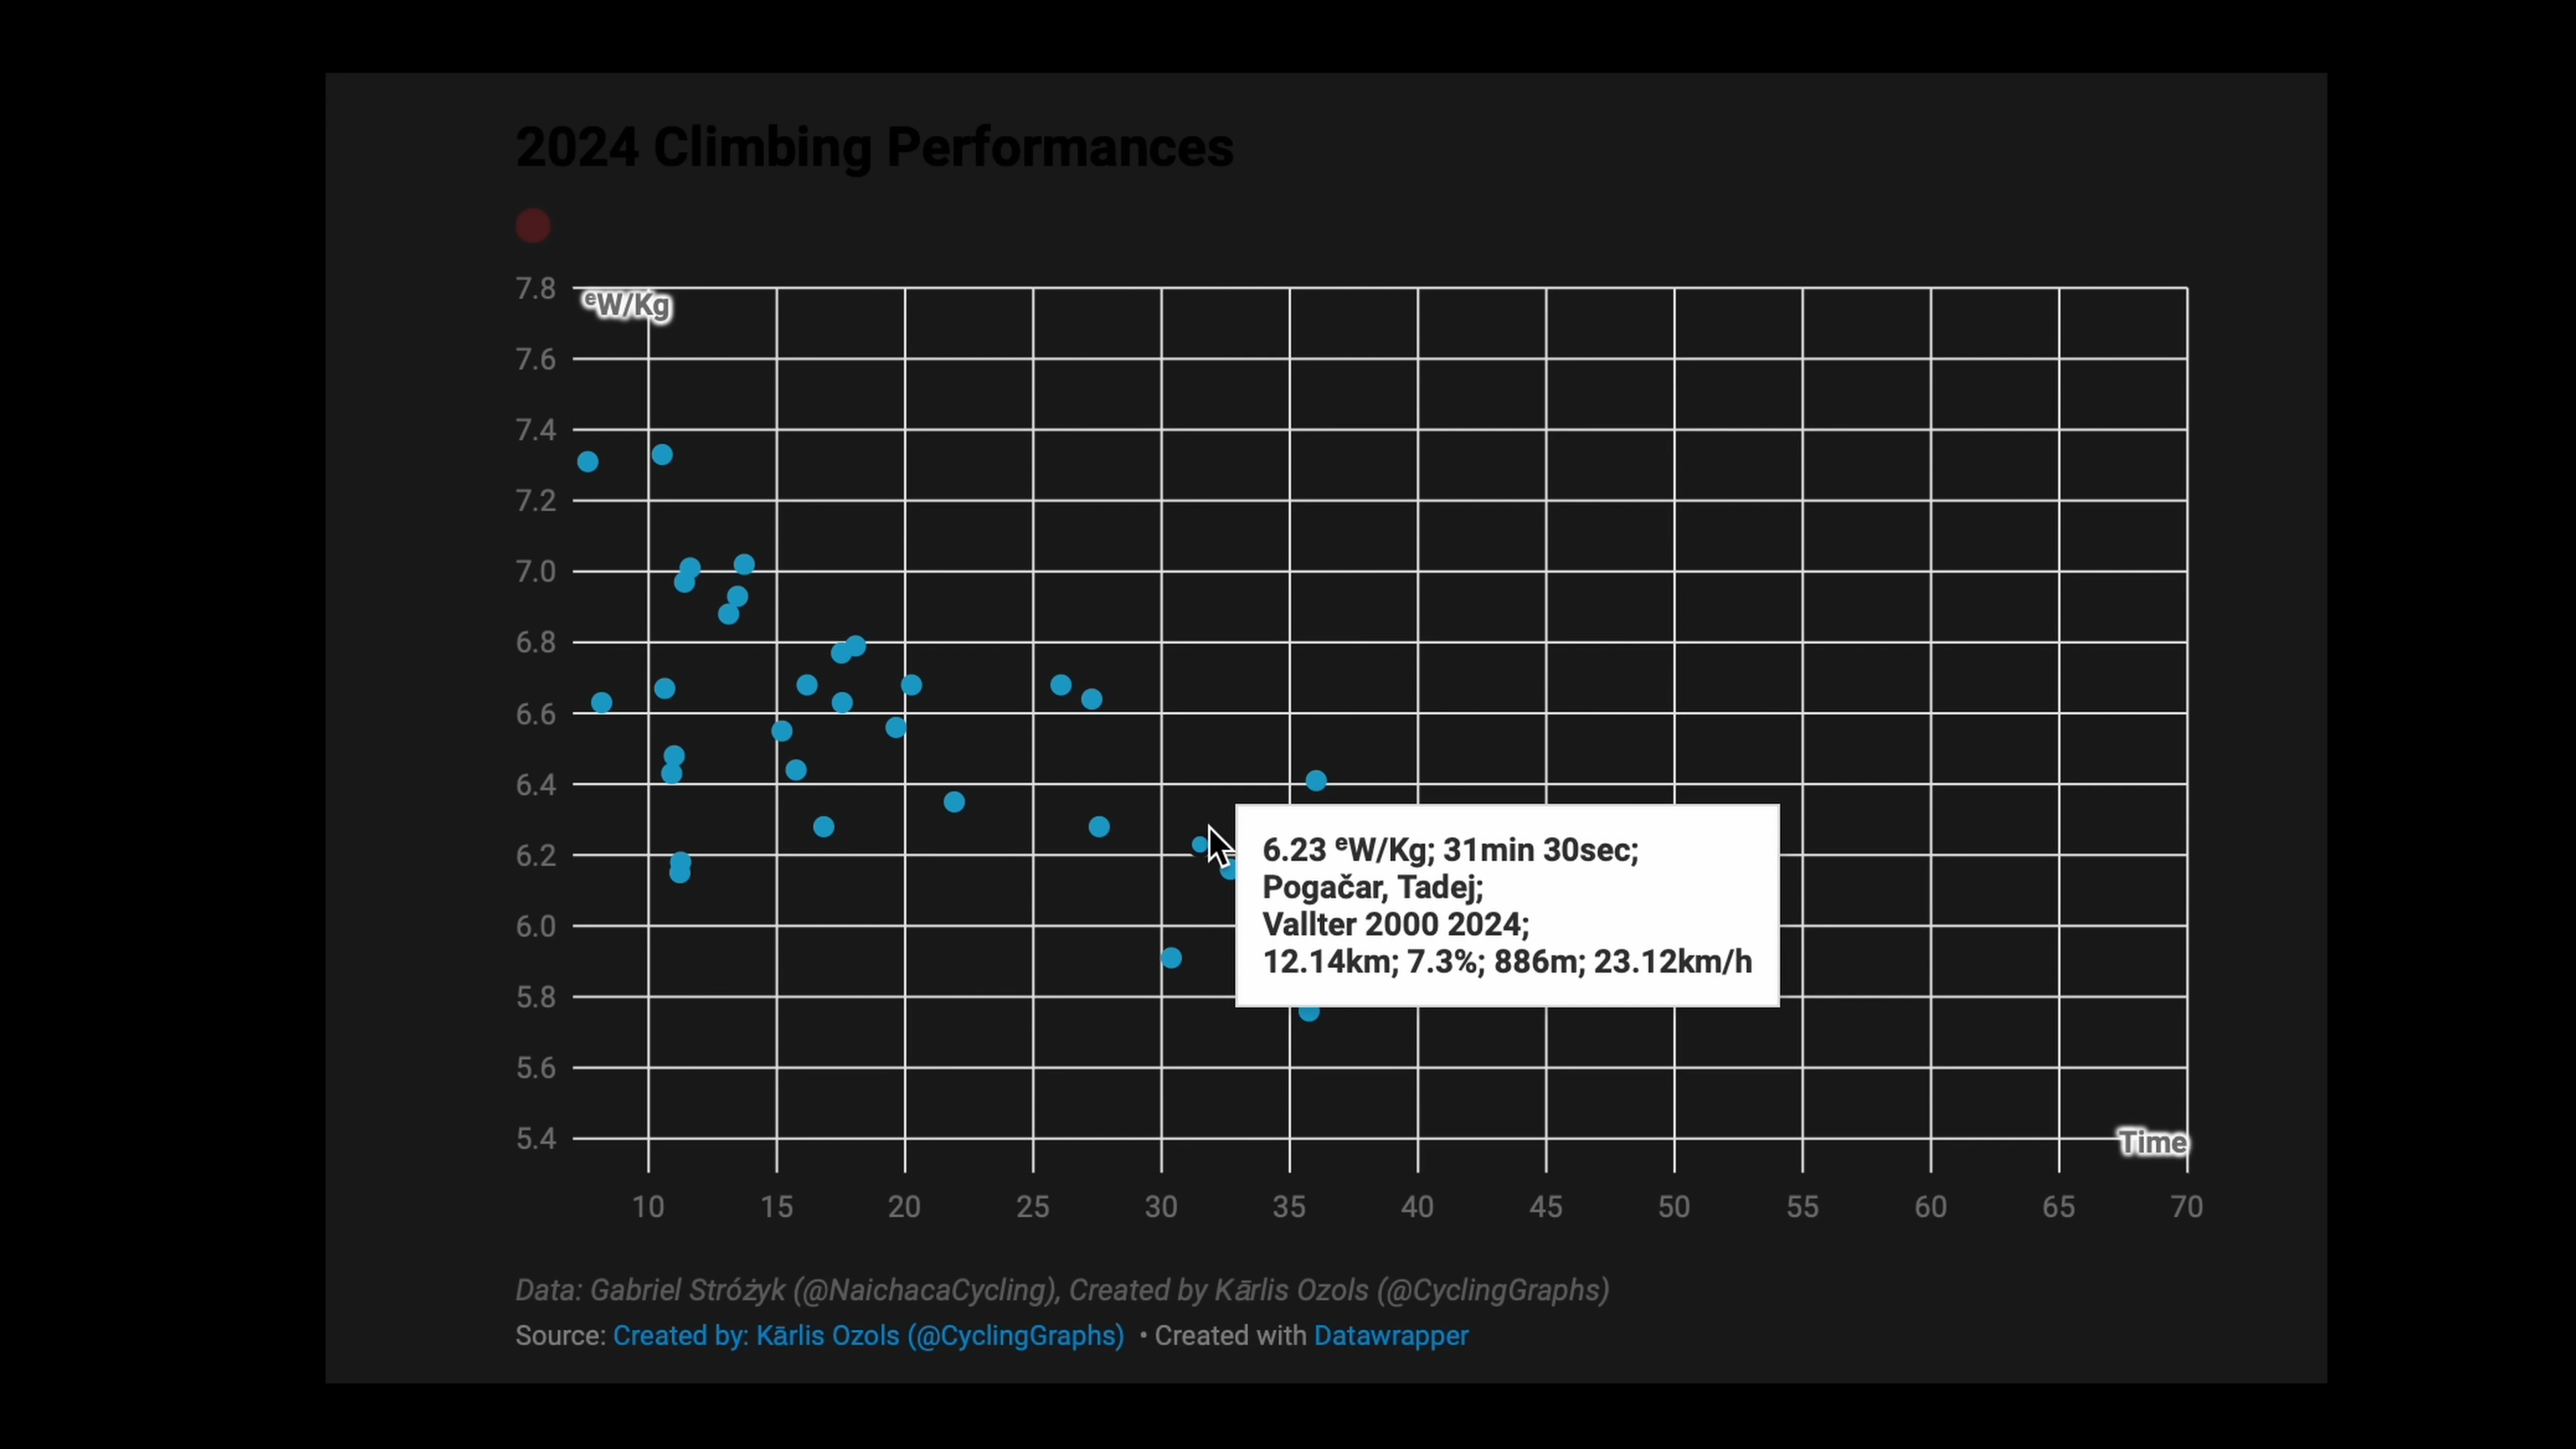 2024 Climbing Performances
7.8
eW/Kg
7.6
7.4
7.2
7.0
6.8
6.6
6.4
6.2
6.0
5.8
5.6
5.4
6.23 eW/Kg; 31min 30sec;
Pogačar, Tadej;
Vallter 2000 2024;
12.14km; 7.3%; 886m; 23.12km/h
Time
10 15 20 25 30 35 40 45 50 55 60 65 70
Data: Gabriel Stróżyk (@NaichacaCycling), Created by Kārlis Ozols (@CyclingGraphs)
Source: Created by: Kārlis Ozols (@CyclingGraphs) • Created with Datawrapper